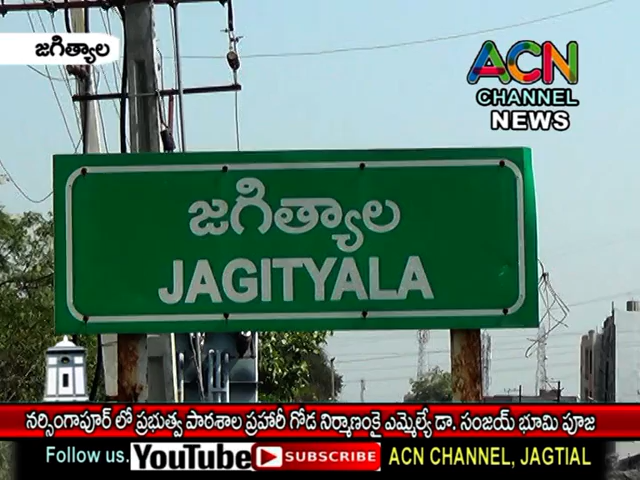 జగిత్యాల
ACN
CHANNEL
NEWS
జగిత్యాల
JAGITYALA
నర్సింగాపూర్ లో ప్రభుత్వ పాఠశాల ప్రహరీ గోడ నిర్మాణంకై ఎమ్మెల్యే డా. సంజయ్ భూమి పూజ
Follow us. YouTube SUBSCRIBE ACN CHANNEL, JAGTIAL